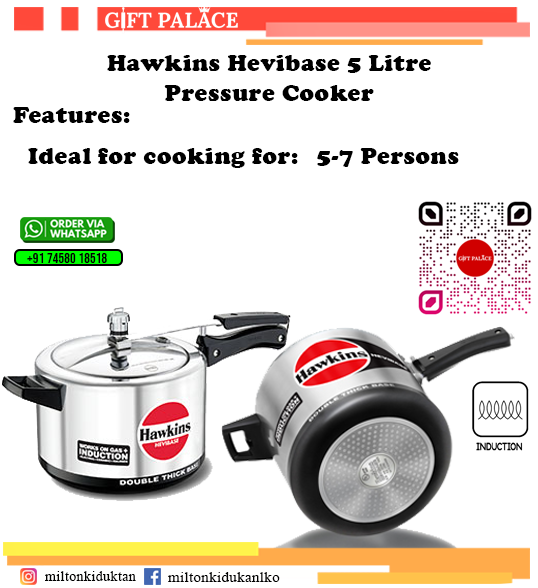 GIFT PALACE
Hawkins Hevibase 5 Litre
Pressure Cooker
Features:
Ideal for cooking for: 5-7 Persons
ORDER VIA
WHATSAPP
+91 74580 18518
GIFT PALACE
Hawkins
HEVIBASE
WORKS ON GAS +
INDUCTION
DOUBLE THICK BASE
Hawkins
HEVIBASE
INDUCTION
DOUBLE THICK BASE
INDUCTION
miltonkiduktan miltonkidukanlko